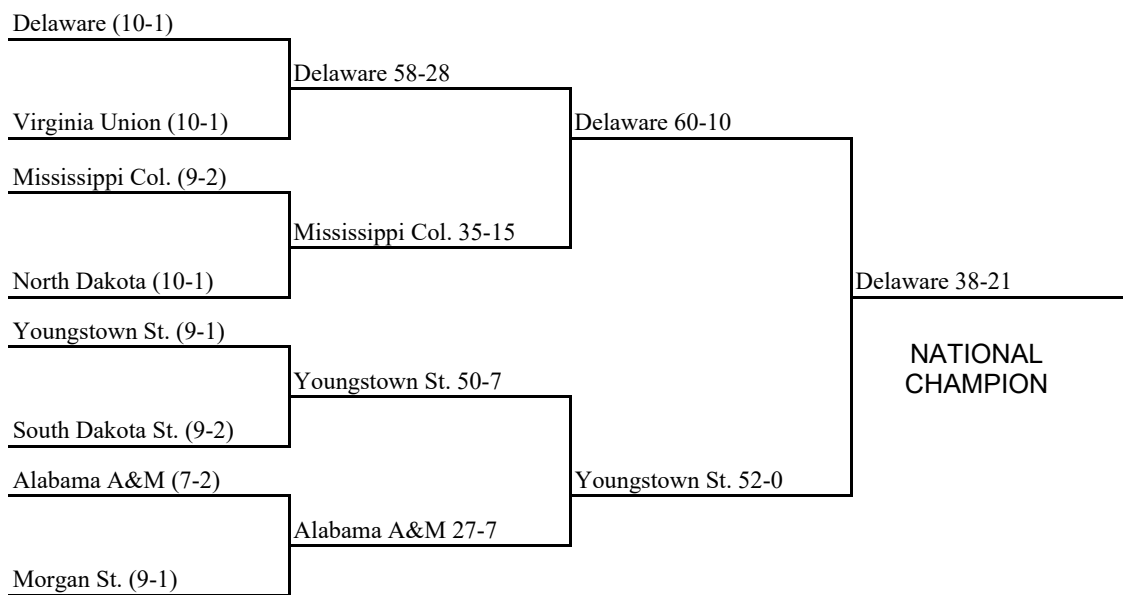 Delaware (10-1)
Delaware 58-28
Virginia Union (10-1)
Delaware 60-10
Mississippi Col. (9-2)
Mississippi Col. 35-15
North Dakota (10-1)
Delaware 38-21
Youngstown St. (9-1)
NATIONAL
CHAMPION
Youngstown St. 50-7
South Dakota St. (9-2)
Alabama A&M (7-2)
Youngstown St. 52-0
Alabama A&M 27-7
Morgan St. (9-1)